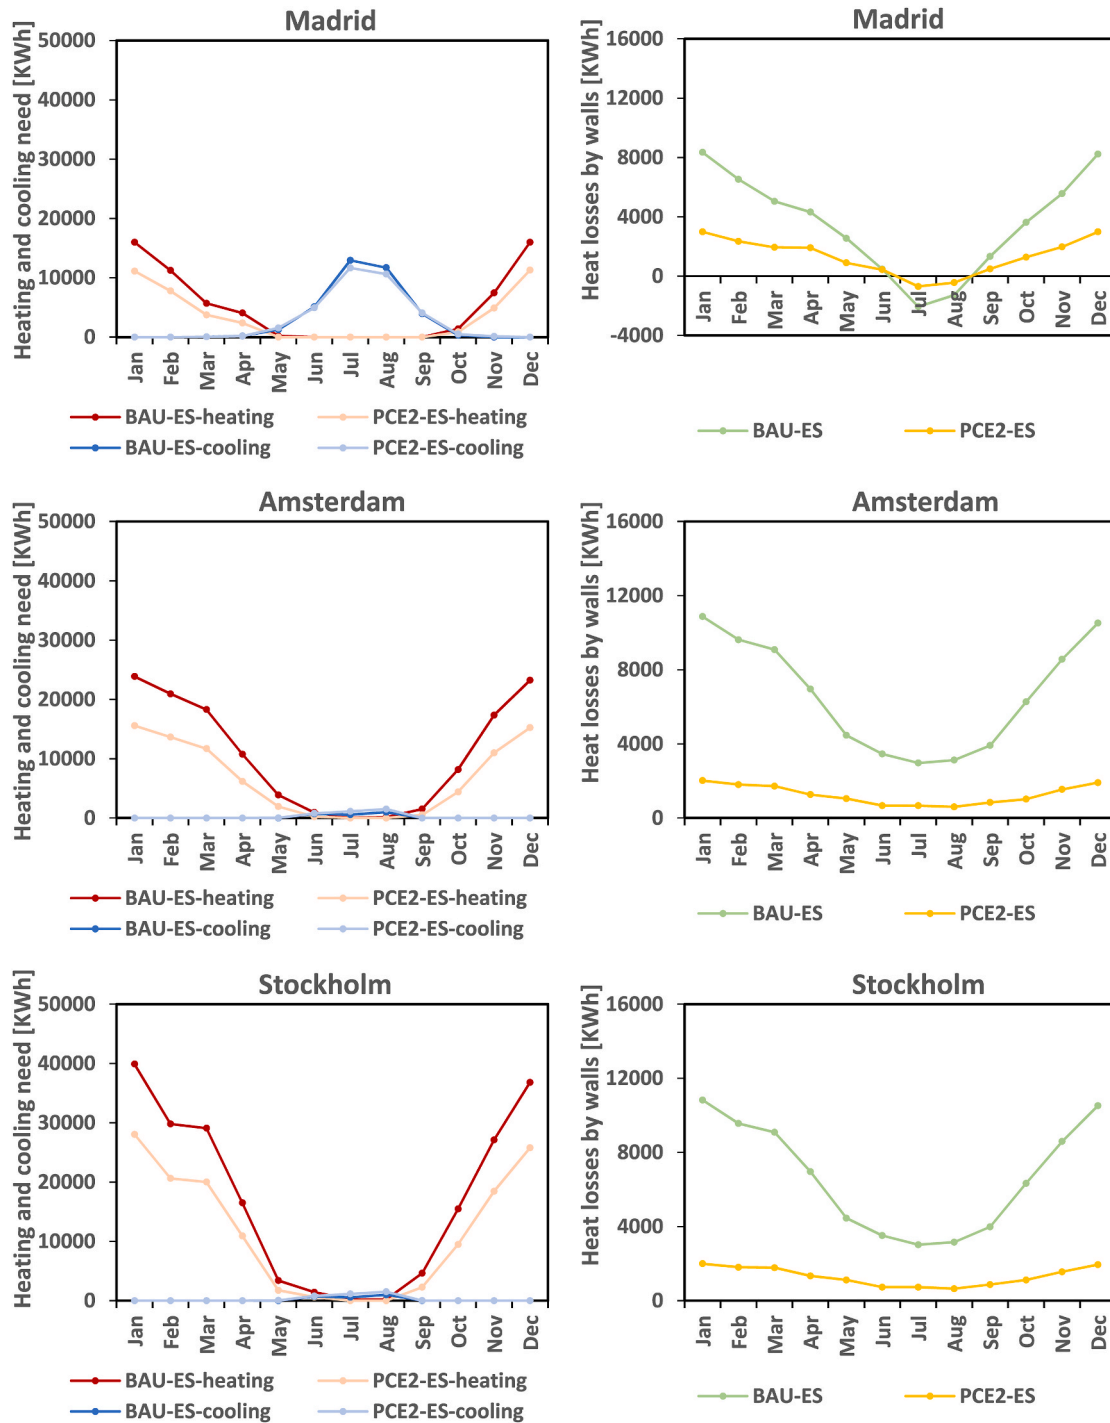 Madrid
Heating and cooling need [KWh]
50000
40000
30000
20000
10000
0
Jan Feb Mar Apr May Jun Jul Aug Sep Oct Nov Dec
BAU-ES-heating PCE2-ES-heating
BAU-ES-cooling PCE2-ES-cooling
Madrid
Heat losses by walls [KWh]
16000
12000
8000
4000
0
-4000
Jan Feb Mar Apr May Jun Jul Aug Sep Oct Nov Dec
BAU-ES PCE2-ES
Amsterdam
Heating and cooling need [KWh]
50000
40000
30000
20000
10000
0
Jan Feb Mar Apr May Jun Jul Aug Sep Oct Nov Dec
BAU-ES-heating PCE2-ES-heating
BAU-ES-cooling PCE2-ES-cooling
Amsterdam
Heat losses by walls [KWh]
16000
12000
8000
4000
0
Jan Feb Mar Apr May Jun Jul Aug Sep Oct Nov Dec
BAU-ES PCE2-ES
Stockholm
Heating and cooling need [KWh]
50000
40000
30000
20000
10000
0
Jan Feb Mar Apr May Jun Jul Aug Sep Oct Nov Dec
BAU-ES-heating PCE2-ES-heating
BAU-ES-cooling PCE2-ES-cooling
Stockholm
Heat losses by walls [KWh]
16000
12000
8000
4000
0
Jan Feb Mar Apr May Jun Jul Aug Sep Oct Nov Dec
BAU-ES PCE2-ES